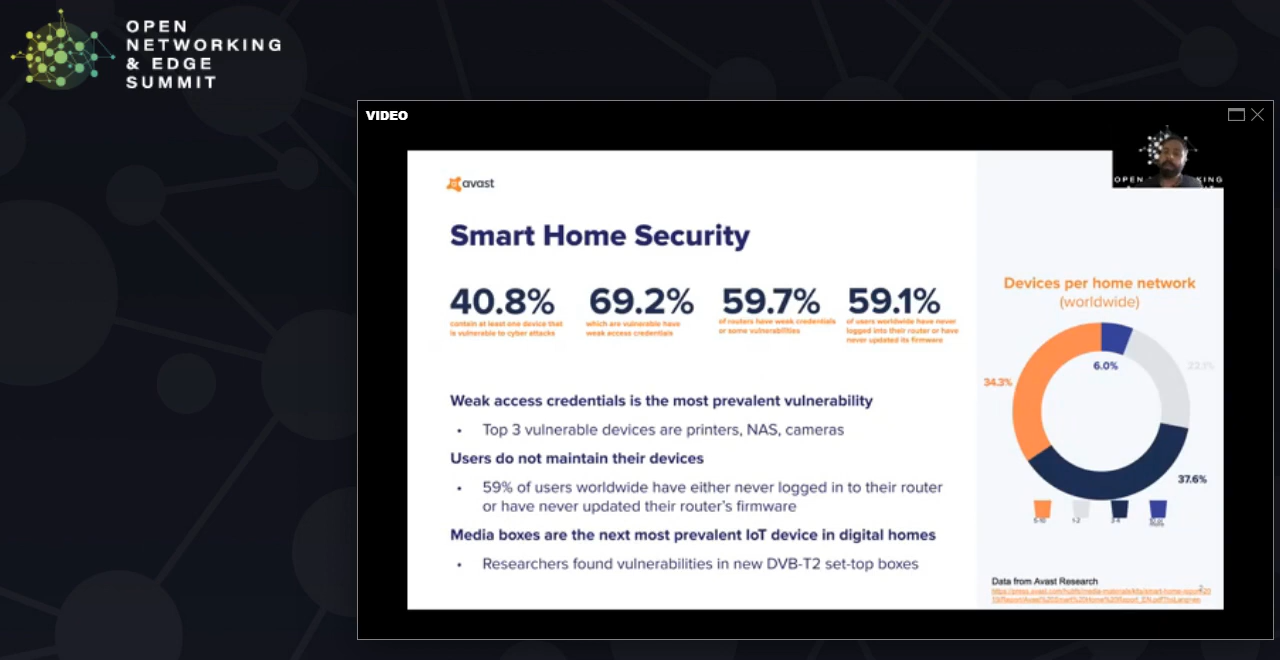 OPEN
NETWORKING
& EDGE
SUMMIT
VIDEO
avast
Smart Home Security
40.8%
contain at least one device that
is vulnerable to cyber attacks
69.2%
which are vulnerable have
weak access credentials
59.7%
of routers have weak credentials
or some vulnerabilities
59.1%
of users worldwide have never
logged into their router or have
never updated its firmware
Weak access credentials is the most prevalent vulnerability
• Top 3 vulnerable devices are printers, NAS, cameras
Users do not maintain their devices
• 59% of users worldwide have either never logged in to their router
or have never updated their router's firmware
Media boxes are the next most prevalent IoT device in digital homes
• Researchers found vulnerabilities in new DVB-T2 set-top boxes
OPEN KING
Devices per home network
(worldwide)
6.0%
34.3%
37.6%
1-2
Data from Avast Research